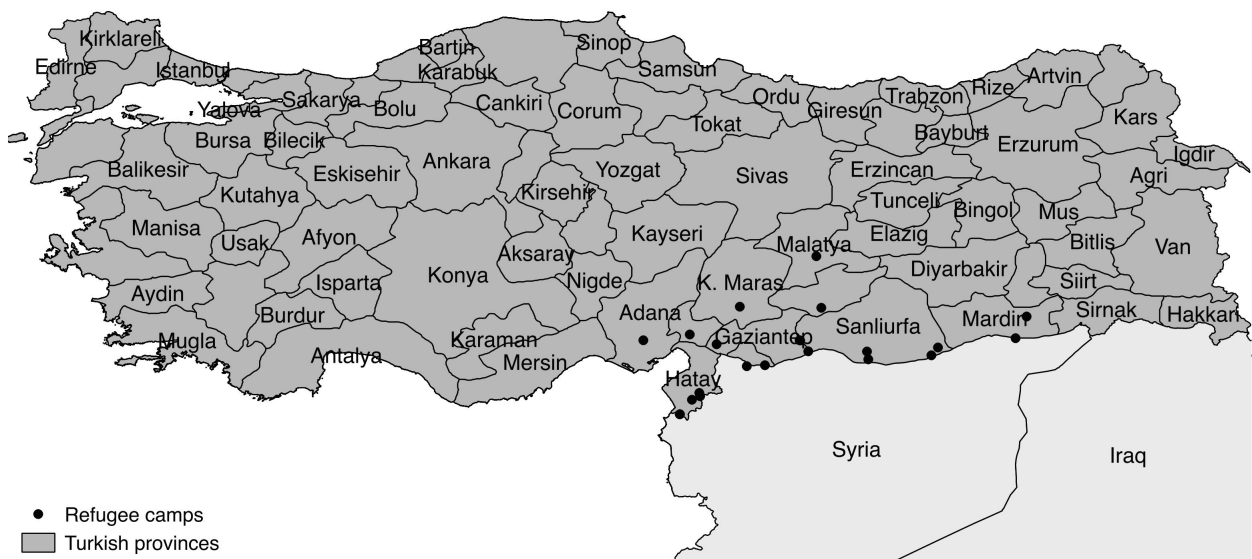 Kirklareli
Edirne
Istanbul
Bartin
Sinop
Karabuk
Samsun
Artvin
Rize
Trabzon
Ordu
Giresun
Yalova
Sakarya
Bolu
Cankiri
Corum
Tokat
Bayburt
Kars
Bursa
Bilecik
Erzurum
Igdir
Ankara
Balikesir
Eskisehir
Yozgat
Sivas
Erzincan
Agri
Kutahya
Kirsehir
Tunceli
Bingol
Mus
Manisa
Usak
Afyon
Kayseri
Malatya
Elazig
Bitlis
Van
Aksaray
Konya
Nigde
K. Maras
Diyarbakir
Siirt
Isparta
Aydin
Burdur
Adana
Sanliurfa
Mardin
Sirnak
Hakkari
Mugla
Antalya
Karaman
Mersin
Gaziantep
Hatay
Syria
Iraq
Refugee camps
Turkish provinces